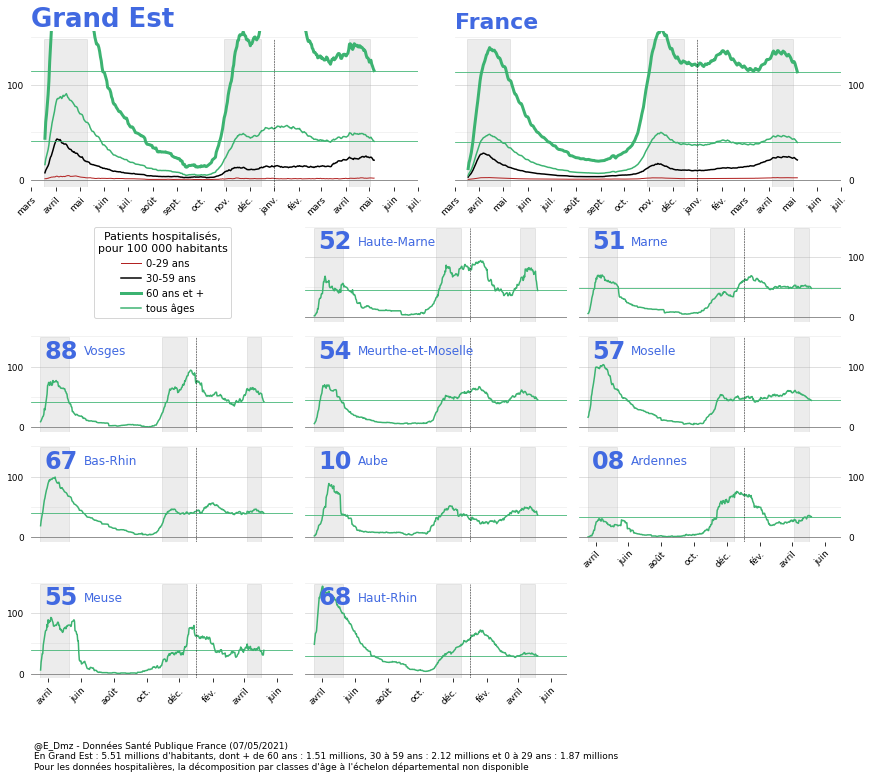 Grand Est
France
100
0
mars avril mai juin juil. août sept. oct. nov. déc. janv. fév. mars avril mai juin juil.
100
0
mars avril mai juin juil. août sept. oct. nov. déc. janv. fév. mars avril mai juin juil.
Patients hospitalisés,
pour 100 000 habitants
0-29 ans
30-59 ans
60 ans et +
tous âges
52 Haute-Marne
51 Marne
100
0
88 Vosges
54 Meurthe-et-Moselle
57 Moselle
100
0
100
0
67 Bas-Rhin
10 Aube
08 Ardennes
100
0
100
0
avril juin août oct. déc. fév. avril juin
55 Meuse
68 Haut-Rhin
100
0
avril juin août oct. déc. fév. avril juin
avril juin août oct. déc. fév. avril juin
@E_Dmz - Données Santé Publique France (07/05/2021)
En Grand Est : 5.51 millions d'habitants, dont + de 60 ans : 1.51 millions, 30 à 59 ans : 2.12 millions et 0 à 29 ans : 1.87 millions
Pour les données hospitalières, la décomposition par classes d'âge à l'échelon départemental non disponible